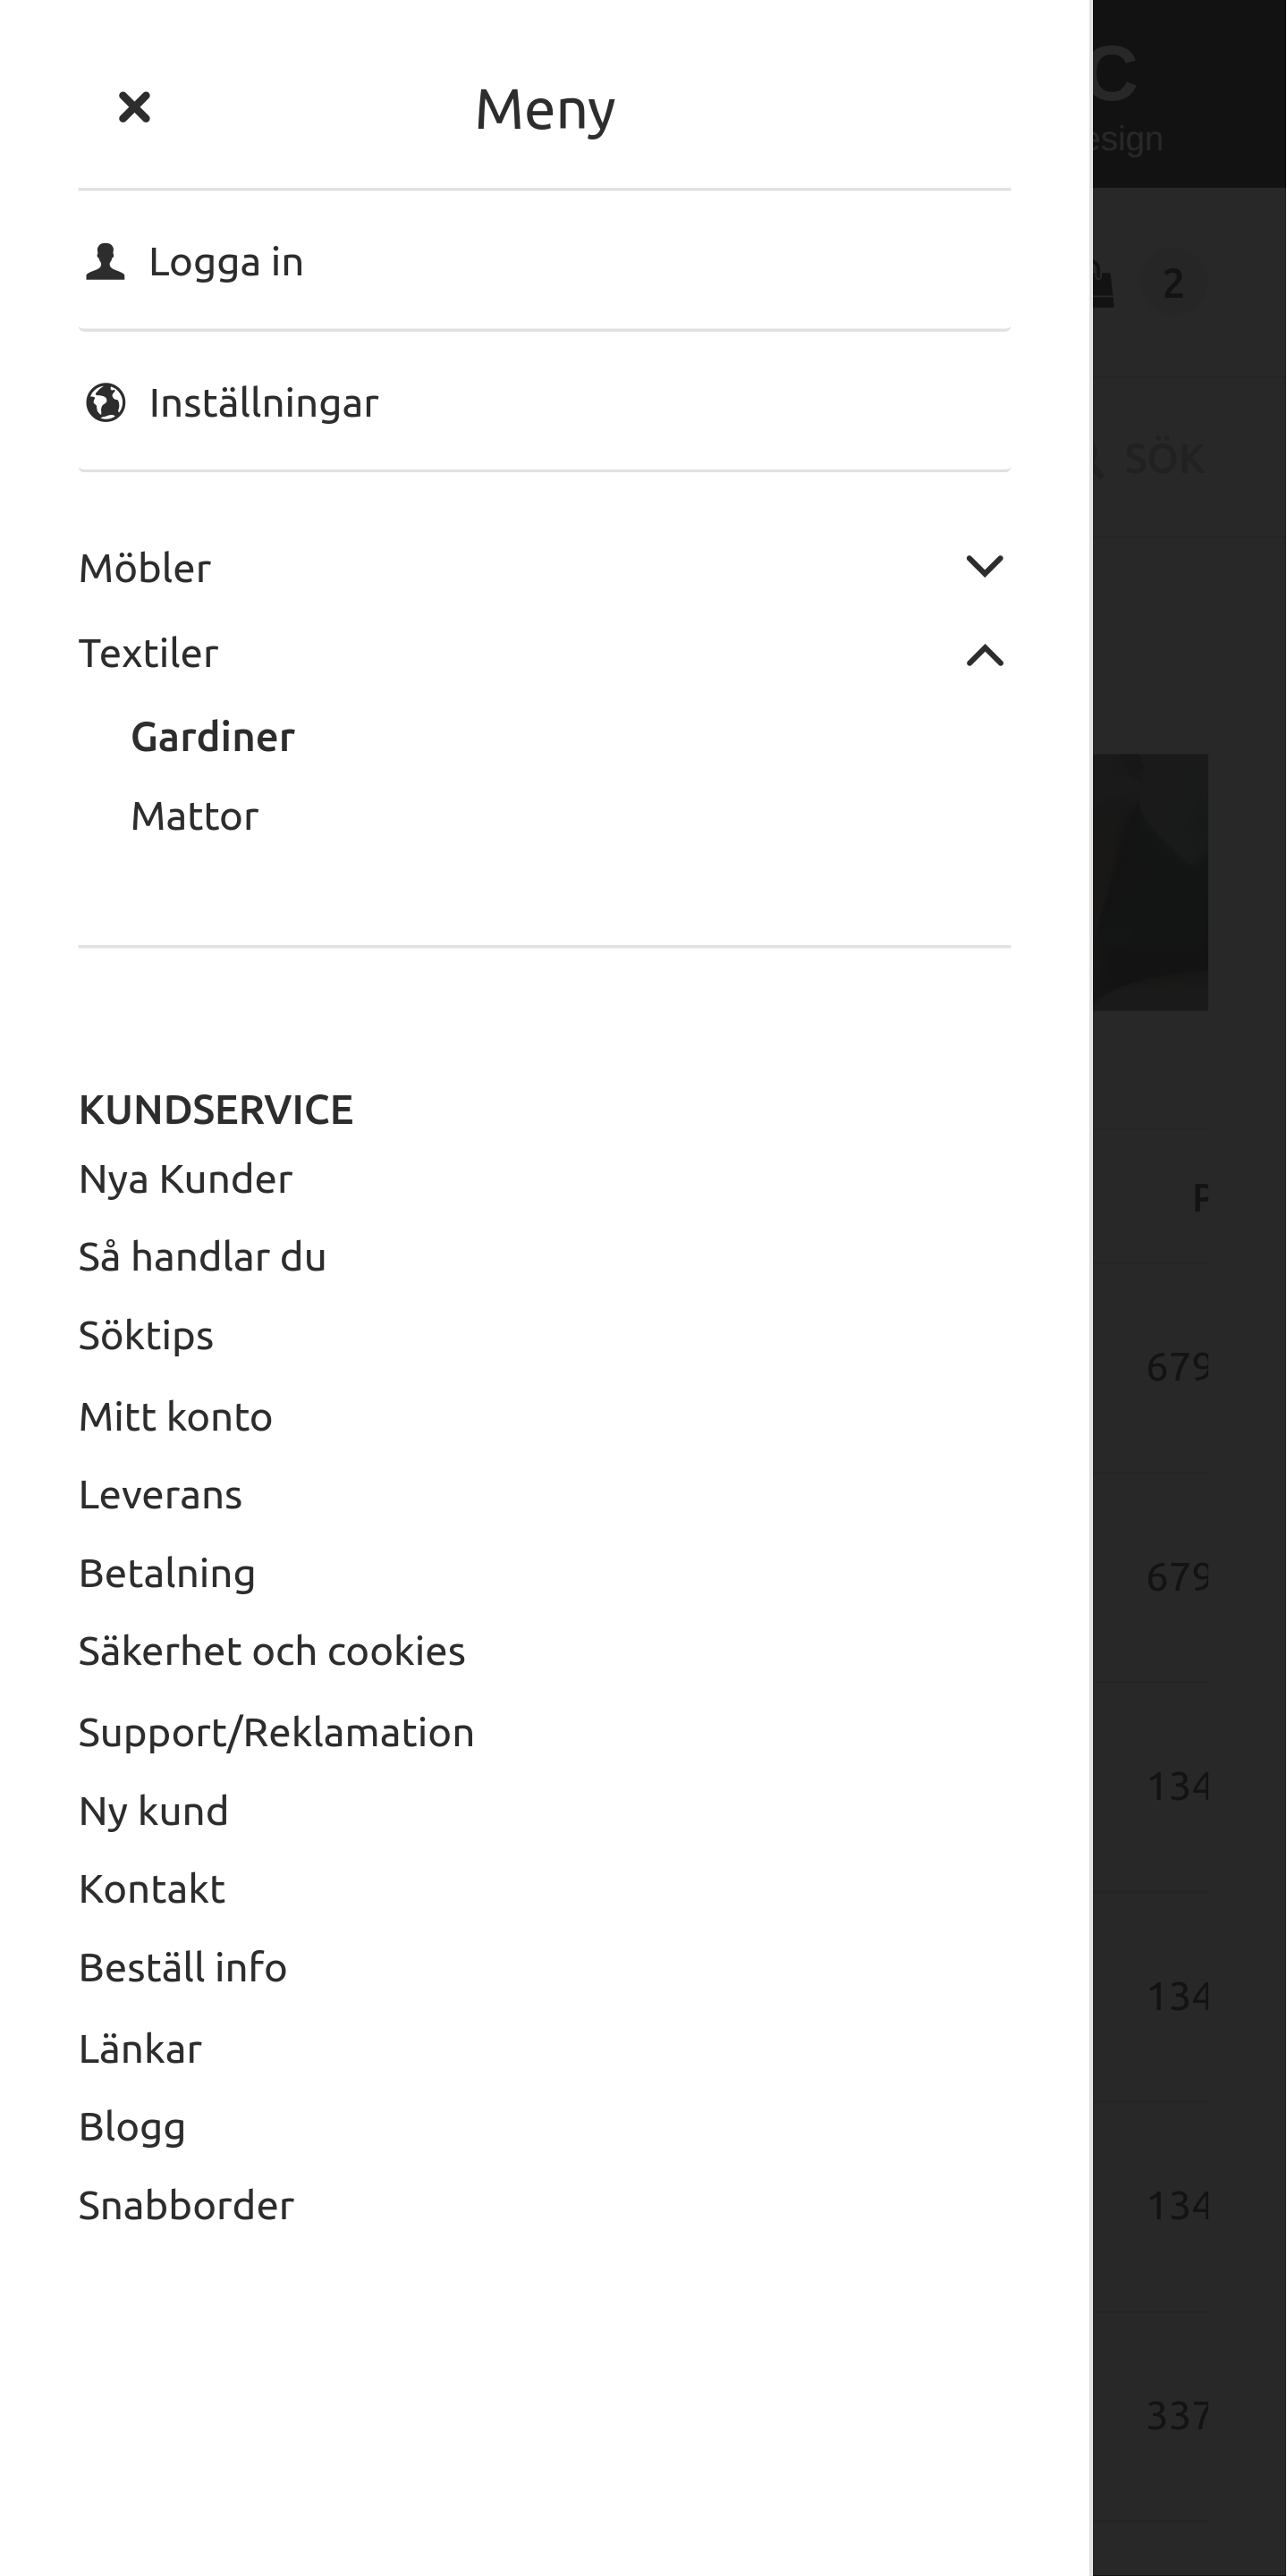 Meny
Logga in
Inställningar
Möbler
Textiler
Gardiner
Mattor
KUNDSERVICE
Nya Kunder
Så handlar du
Söktips
Mitt konto
Leverans
Betalning
Säkerhet och cookies
Support/Reklamation
Ny kund
Kontakt
Beställ info
Länkar
Blogg
Snabborder
2
SÖK
679
679
134
134
134
337